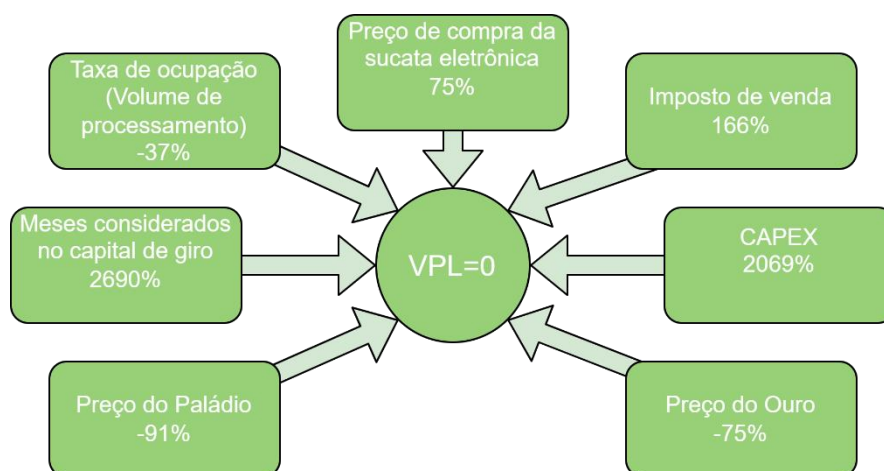 Preço de compra da
sucata eletrônica
75%
Taxa de ocupação
(Volume de
processamento)
-37%
Imposto de venda
166%
Meses considerados
no capital de giro
2690%
VPL=0
CAPEX
2069%
Preço do Paládio
-91%
Preço do Ouro
-75%